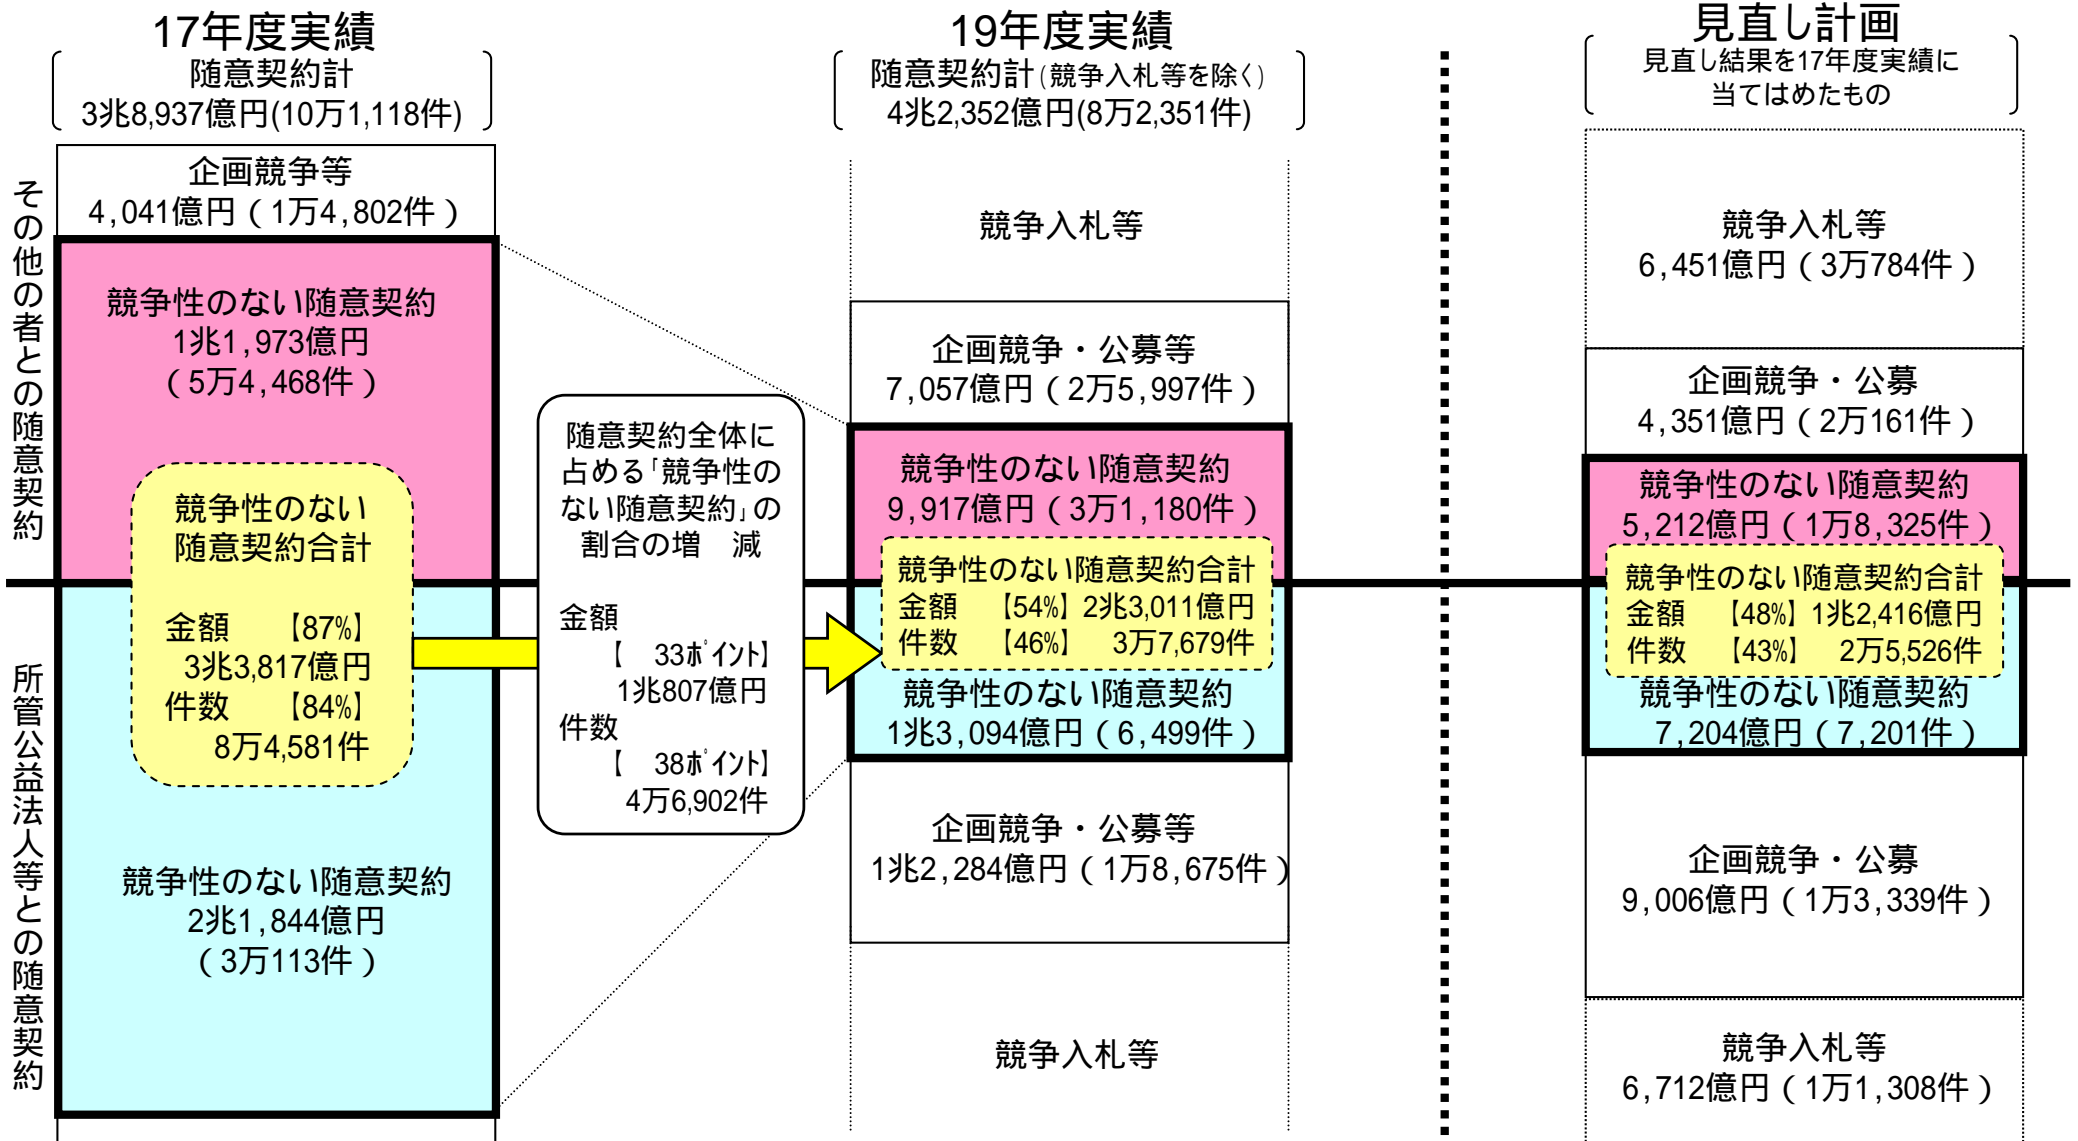 17年度実績
随意契約計
3兆8,937億円(10万1,118件)
19年度実績
随意契約計(競争入札等を除く)
4兆2,352億円(8万2,351件)
見直し計画
見直し結果を17年度実績に
当てはめたもの
その他の者との随意契約
所管公益法人等との随意契約
企画競争等
4,041億円(1万4,802件)
競争性のない随意契約
1兆1,973億円
(5万4,468件)
競争性のない
随意契約合計
金額 【87%】
3兆3,817億円
件数 【84%】
8万4,581件
競争性のない随意契約
2兆1,844億円
(3万113件)
随意契約全体に
占める「競争性の
ない随意契約」の
割合の増 減
金額
【 33ポイント】
1兆807億円
件数
【 38ポイント】
4万6,902件
競争入札等
企画競争・公募等
7,057億円(2万5,997件)
競争性のない随意契約
9,917億円(3万1,180件)
競争性のない随意契約合計
金額 【54%】2兆3,011億円
件数 【46%】 3万7,679件
競争性のない随意契約
1兆3,094億円(6,499件)
企画競争・公募等
1兆2,284億円(1万8,675件)
競争入札等
競争入札等
6,451億円(3万784件)
企画競争・公募
4,351億円(2万161件)
競争性のない随意契約
5,212億円(1万8,325件)
競争性のない随意契約合計
金額 【48%】1兆2,416億円
件数 【43%】 2万5,526件
競争性のない随意契約
7,204億円(7,201件)
企画競争・公募
9,006億円(1万3,339件)
競争入札等
6,712億円(1万1,308件)